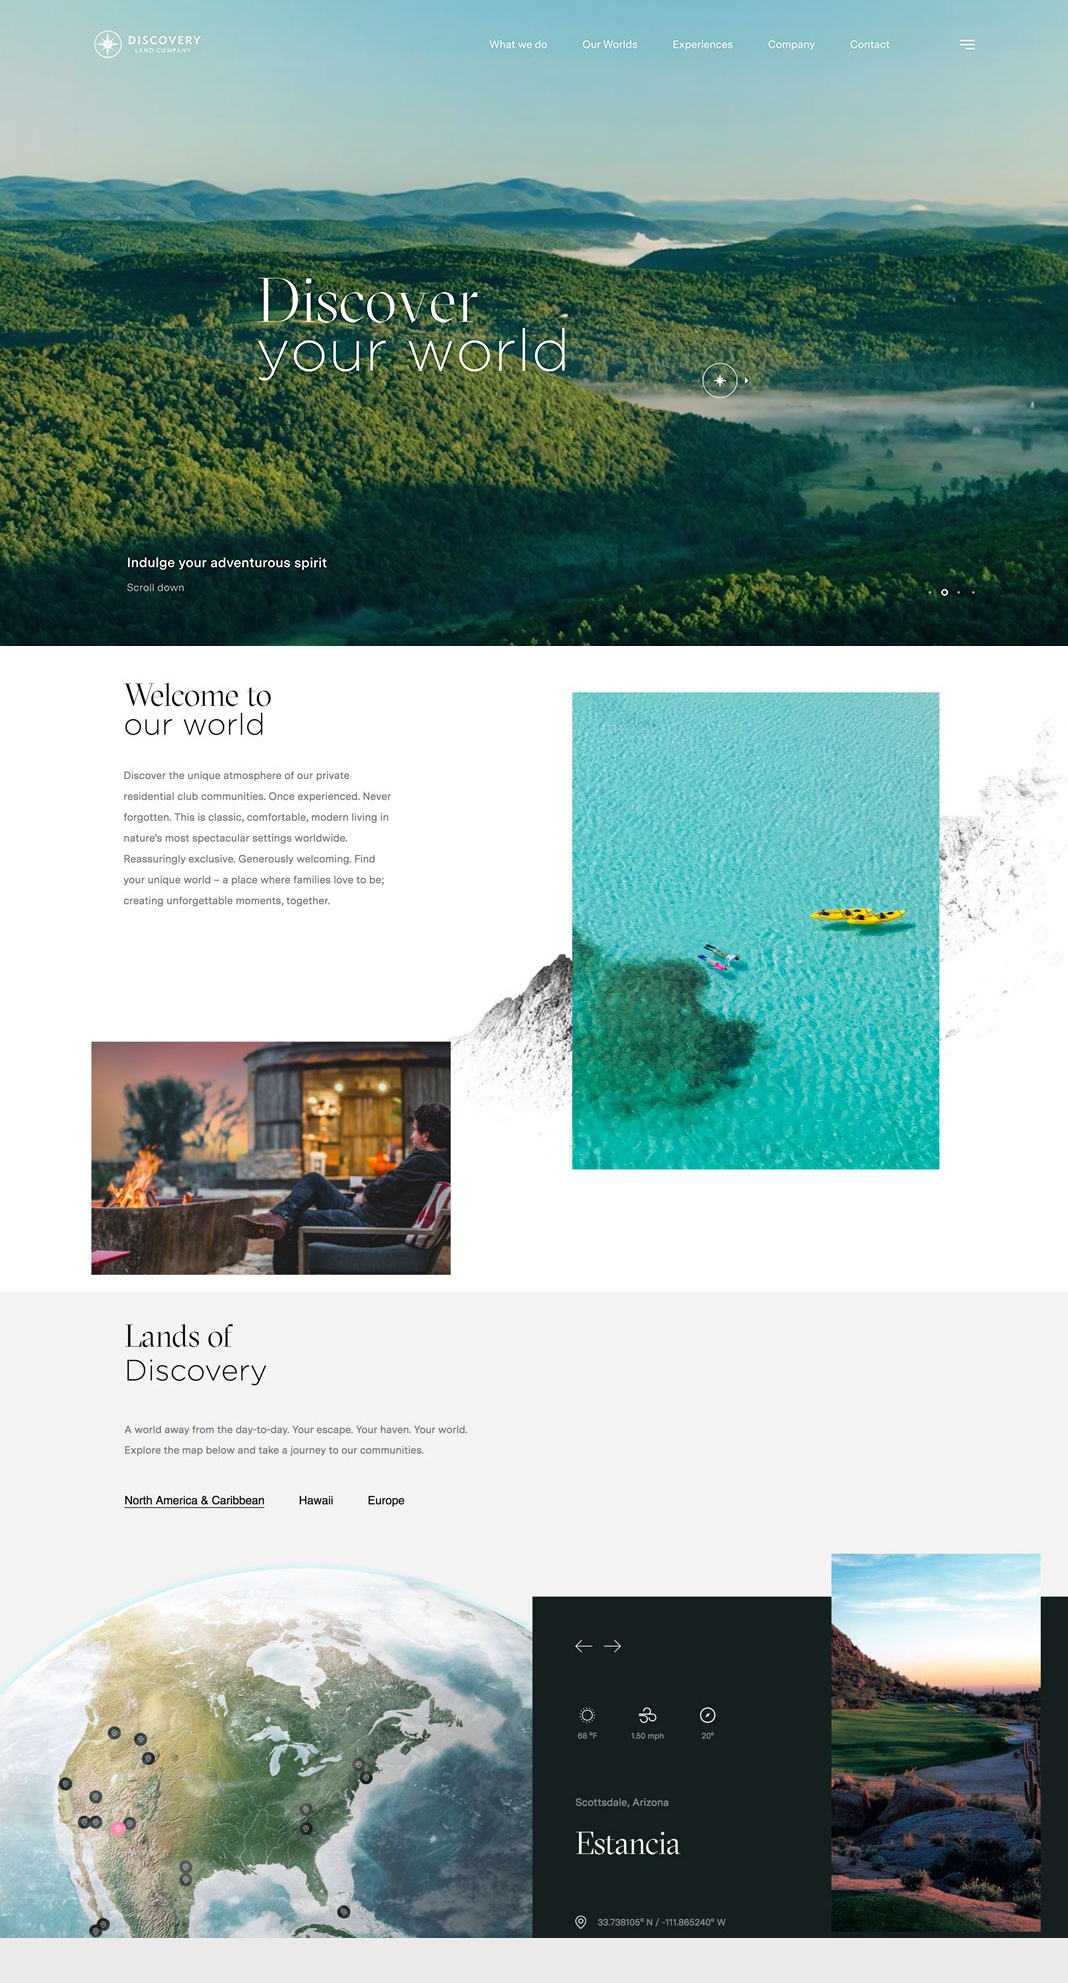 DISCOVERY
LAND COMPANY
What we do
Our Worlds
Experiences
Company
Contact
Discover
your world
Indulge your adventurous spirit
Scroll down
Welcome to
our world
Discover the unique atmosphere of our private
residential club communities. Once experienced. Never
forgotten. This is classic, comfortable, modern living in
nature's most spectacular settings worldwide.
Reassuringly exclusive. Generously welcoming. Find
your unique world – a place where families love to be;
creating unforgettable moments, together.
Lands of
Discovery
A world away from the day-to-day. Your escape. Your haven. Your world.
Explore the map below and take a journey to our communities.
North America & Caribbean
Hawaii
Europe
68 °F
1.50 mph
20°
Scottsdale, Arizona
Estancia
33.738105° N / -111.865240° W